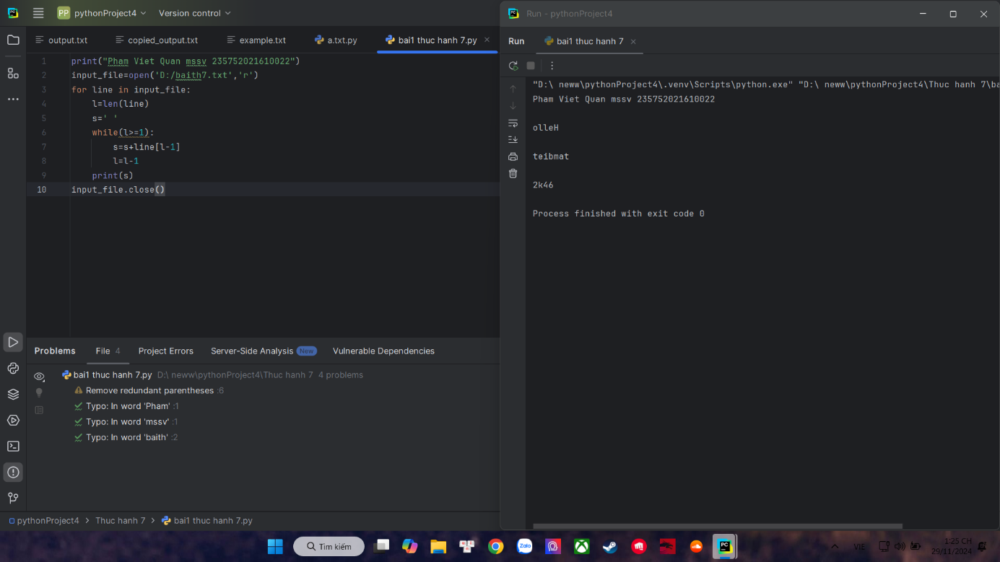 PP pythonProject4 Version control
output.txt copied_output.txt example.txt a.txt.py bai1 thuc hanh 7.py
1 print("Pham Viet Quan mssv 235752021610022")
2 input_file=open('D:/baith7.txt','r')
3 for line in input_file:
4 l=len(line)
5 s=' '
6 while(l>=1):
7 s=s+line[l-1]
8 l=l-1
9 print(s)
10 input_file.close()
Problems File 4 Project Errors Server-Side Analysis New Vulnerable Dependencies
bai1 thuc hanh 7.py D:\ neww\pythonProject4\Thuc hanh 7 4 problems
Remove redundant parentheses :6
Typo: In word 'Pham' :1
Typo: In word 'mssv' :1
Typo: In word 'baith' :2
pythonProject4 > Thuc hanh 7 > bai1 thuc hanh 7.py
Run - pythonProject4
Run bai1 thuc hanh 7
"D:\ neww\pythonProject4\.venv\Scripts\python.exe" "D:\ neww\pythonProject4\Thuc hanh 7\ba
Pham Viet Quan mssv 235752021610022
olleH
teibmat
2k46
Process finished with exit code 0
Tìm kiếm
Zalo
VIE
1:25 CH
29/11/2024